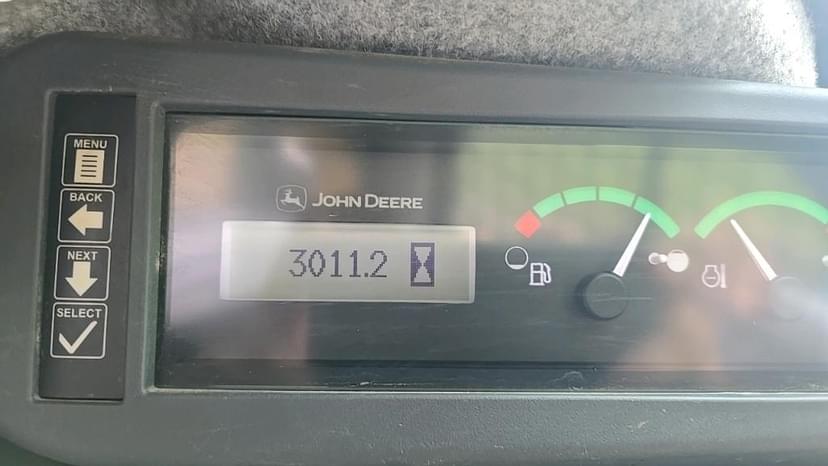 MENU
BACK
NEXT
SELECT
JOHN DEERE
3011.2